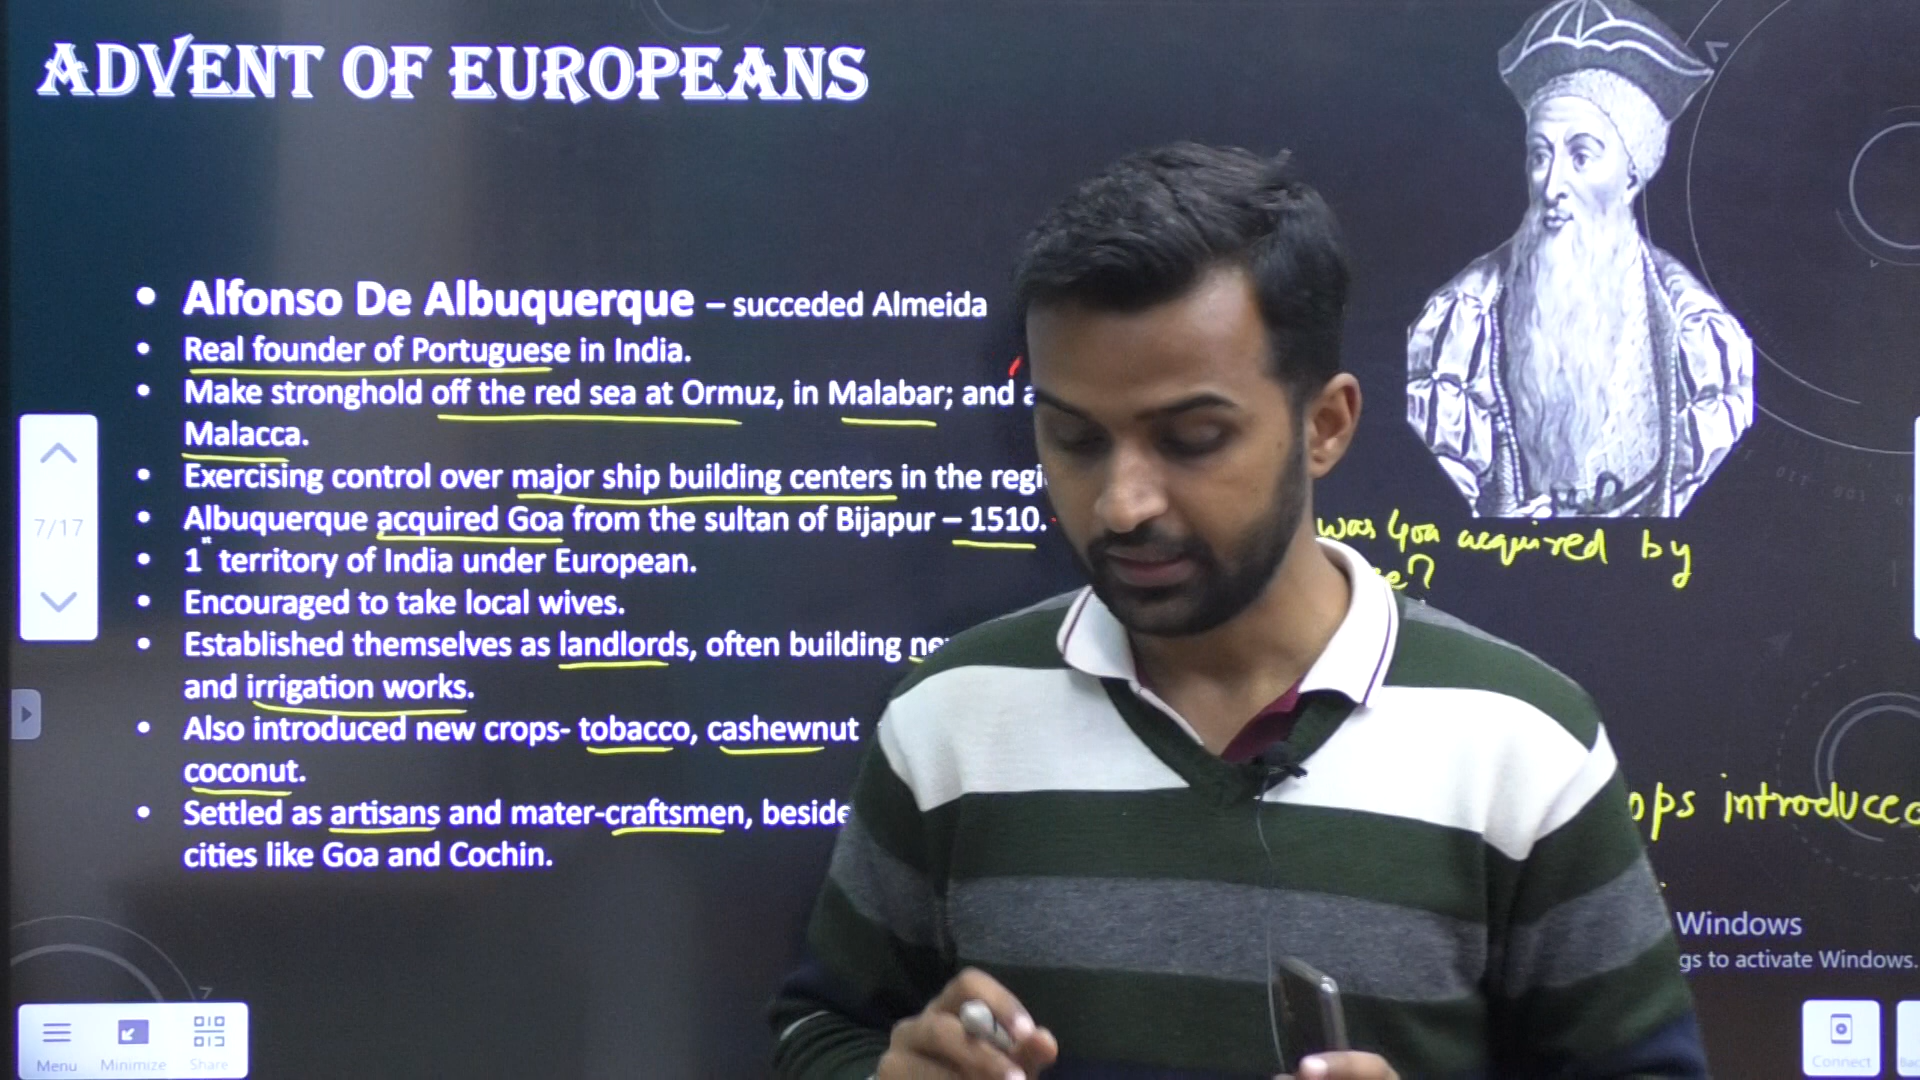 ADVENT OF EUROPEANS
• Alfonso De Albuquerque – succeded Almeida
• Real founder of Portuguese in India.
• Make stronghold off the red sea at Ormuz, in Malabar; and
Malacca.
• Exercising control over major ship building centers in the
• Albuquerque acquired Goa from the sultan of Bijapur – 1510.
• 1st territory of India under European.
• Encouraged to take local wives.
• Established themselves as landlords, often building
and irrigation works.
• Also introduced new crops- tobacco, cashewnut
coconut.
• Settled as artisans and mater-craftsmen,
cities like Goa and Cochin.
was Goa acquired by
introduced
7/17
Windows
gs to activate Windows.
Menu Minimize Share
Connect